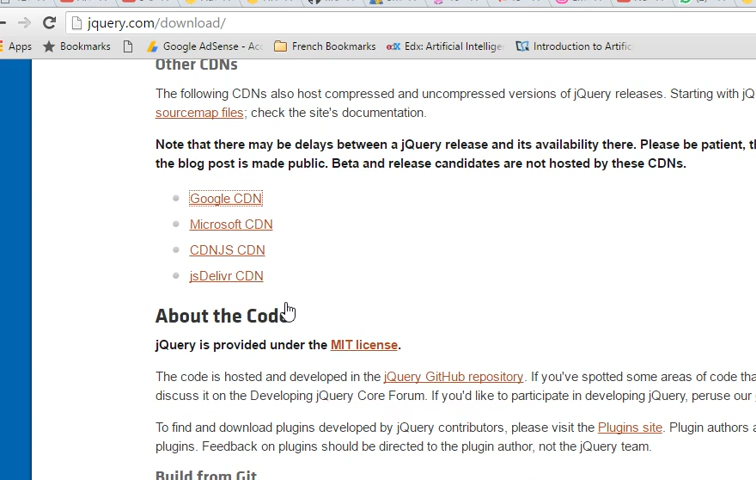 jquery.com/download/
Apps Bookmarks Google AdSense - Acc French Bookmarks Edx: Artificial Intellige Introduction to Artific
Other CDNs
The following CDNs also host compressed and uncompressed versions of jQuery releases. Starting with jQ
sourcemap files; check the site's documentation.
Note that there may be delays between a jQuery release and its availability there. Please be patient, t
the blog post is made public. Beta and release candidates are not hosted by these CDNs.
Google CDN
Microsoft CDN
CDNJS CDN
jsDelivr CDN
About the Code
jQuery is provided under the MIT license.
The code is hosted and developed in the jQuery GitHub repository. If you've spotted some areas of code tha
discuss it on the Developing jQuery Core Forum. If you'd like to participate in developing jQuery, peruse our
To find and download plugins developed by jQuery contributors, please visit the Plugins site. Plugin authors a
plugins. Feedback on plugins should be directed to the plugin author, not the jQuery team.
Build from Git